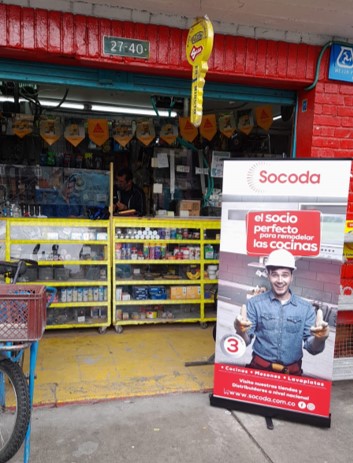 27-40
Socoda
el socio
perfecto
para remodelar
las cocinas
3
• Cocinas • Mesones • Lavaplatos
Visite nuestras tiendas y
Distribuidores a nivel nacional
www.socoda.com.co